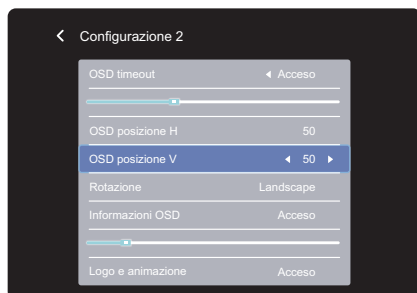 Configurazione 2
OSD timeout Acceso
OSD posizione H 50
OSD posizione V 50
Rotazione Landscape
Informazioni OSD Acceso
Logo e animazione Acceso